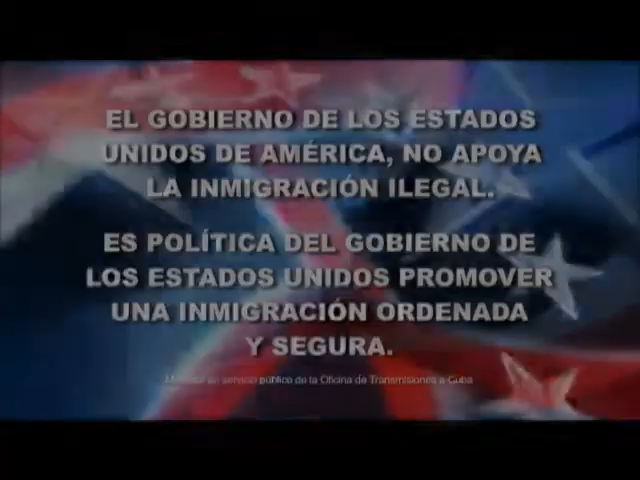 EL GOBIERNO DE LOS ESTADOS
UNIDOS DE AMÉRICA, NO APOYA
LA INMIGRACIÓN ILEGAL.
ES POLÍTICA DEL GOBIERNO DE
LOS ESTADOS UNIDOS PROMOVER
UNA INMIGRACIÓN ORDENADA
Y SEGURA.
servicio público de la Oficina de Transmisiones a Cuba